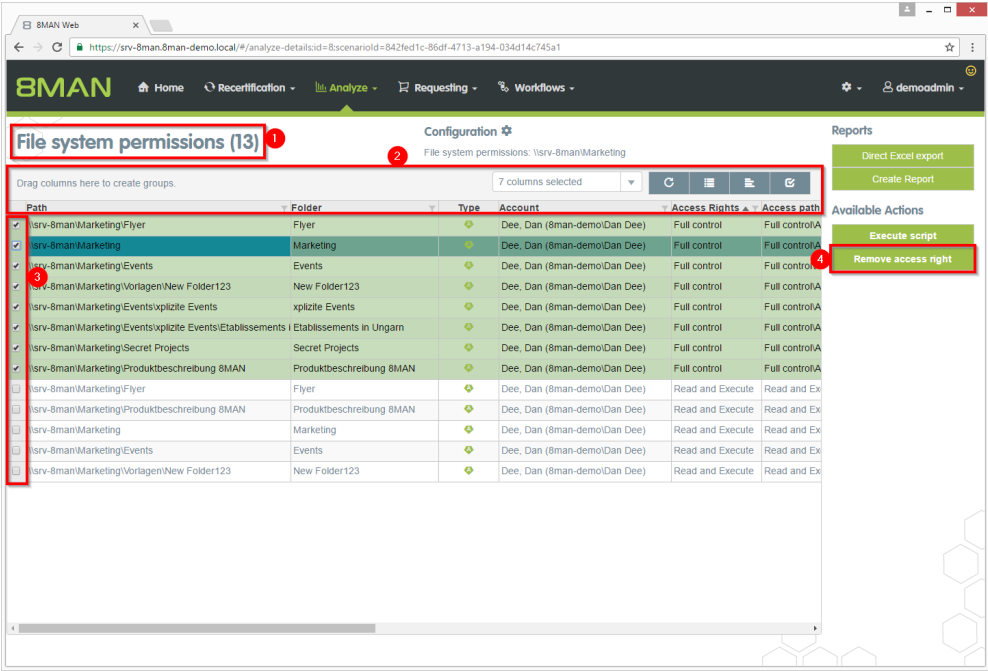 8MAN Web
https://srv-8man.8man-demo.local/#/analyze-details:id=8:scenarioId=842fed1c-86df-4713-a194-034d14c745a1
8MAN Home Recertification Analyze Requesting Workflows demoadmin
File system permissions (13) 1
Configuration
File system permissions: \\srv-8man\Marketing
2
Reports
Direct Excel export
Create Report
Drag columns here to create groups. 7 columns selected
Available Actions
Execute script
4 Remove access right
Path Folder Type Account Access Rights Access path
\\srv-8man\Marketing\Flyer Flyer Dee, Dan (8man-demo\Dan Dee) Full control Full control\A
\\srv-8man\Marketing Marketing Dee, Dan (8man-demo\Dan Dee) Full control Full control\A
\\srv-8man\Marketing\Events Events Dee, Dan (8man-demo\Dan Dee) Full control Full control\A
3
\\srv-8man\Marketing\Vorlagen\New Folder123 New Folder123 Dee, Dan (8man-demo\Dan Dee) Full control Full control\A
\\srv-8man\Marketing\Events\xplizite Events xplizite Events Dee, Dan (8man-demo\Dan Dee) Full control Full control\A
\\srv-8man\Marketing\Events\xplizite Events\Etablissements i Etablissements in Ungarn Dee, Dan (8man-demo\Dan Dee) Full control Full control\A
\\srv-8man\Marketing\Secret Projects Secret Projects Dee, Dan (8man-demo\Dan Dee) Full control Full control\A
\\srv-8man\Marketing\Produktbeschreibung 8MAN Produktbeschreibung 8MAN Dee, Dan (8man-demo\Dan Dee) Full control Full control\A
\\srv-8man\Marketing\Flyer Flyer Dee, Dan (8man-demo\Dan Dee) Read and Execute Read and Ex
\\srv-8man\Marketing\Produktbeschreibung 8MAN Produktbeschreibung 8MAN Dee, Dan (8man-demo\Dan Dee) Read and Execute Read and Ex
\\srv-8man\Marketing Marketing Dee, Dan (8man-demo\Dan Dee) Read and Execute Read and Ex
\\srv-8man\Marketing\Events Events Dee, Dan (8man-demo\Dan Dee) Read and Execute Read and Ex
\\srv-8man\Marketing\Vorlagen\New Folder123 New Folder123 Dee, Dan (8man-demo\Dan Dee) Read and Execute Read and Ex